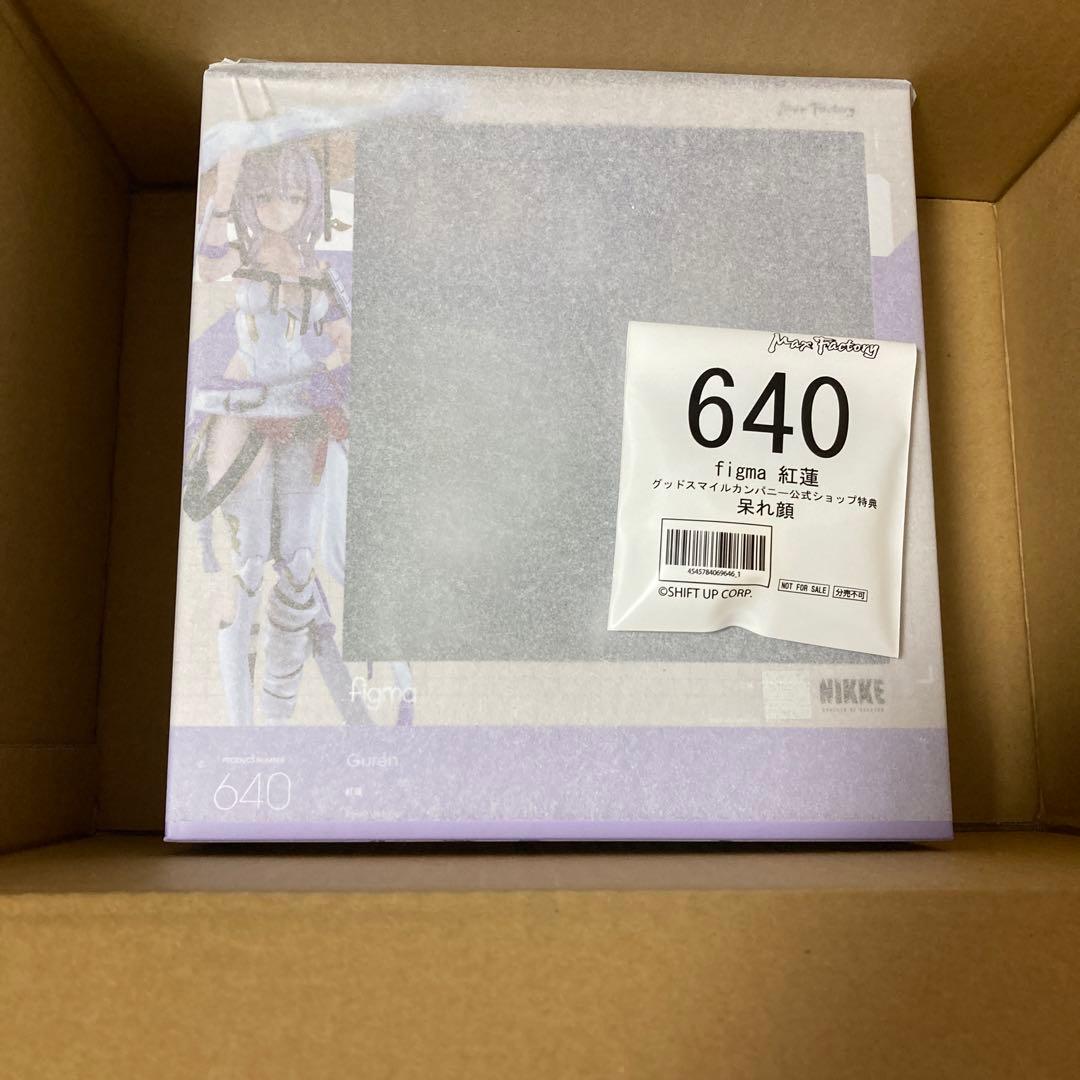 Max Factory
Max Factory
640
figma 紅蓮
グッドスマイルカンパニー公式ショップ特典
呆れ顔
4545784069646_1
NOT FOR SALE
分売不可
©SHIFT UP CORP.
figma
NIKKE
PRODUCT NUMBER
640
Guren
紅蓮